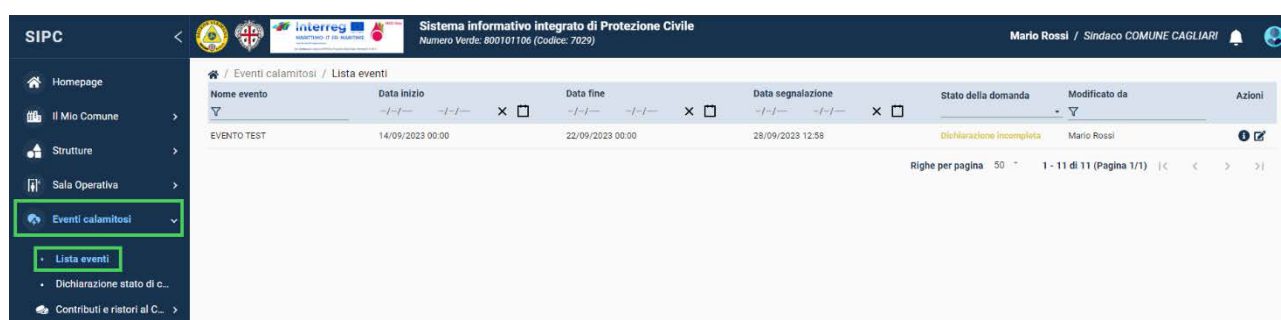 SIPC
Interreg
MARITTIMO-IT FR-MARITIME
Sistema informativo integrato di Protezione Civile
Numero Verde: 800101106 (Codice: 7029)
Mario Rossi / Sindaco COMUNE CAGLIARI
Homepage
Il Mio Comune
Strutture
Sala Operativa
Eventi calamitosi
Lista eventi
Dichiarazione stato di c...
Contributi e ristori al C...
/ Eventi calamitosi / Lista eventi
Nome evento Data inizio Data fine Data segnalazione Stato della domanda Modificato da Azioni
--/--/---- --/--/---- --/--/---- --/--/---- --/--/---- --/--/----
EVENTO TEST 14/09/2023 00:00 22/09/2023 00:00 28/09/2023 12:58 Dichiarazione incompleta Mario Rossi
Righe per pagina 50 1 - 11 di 11 (Pagina 1/1)